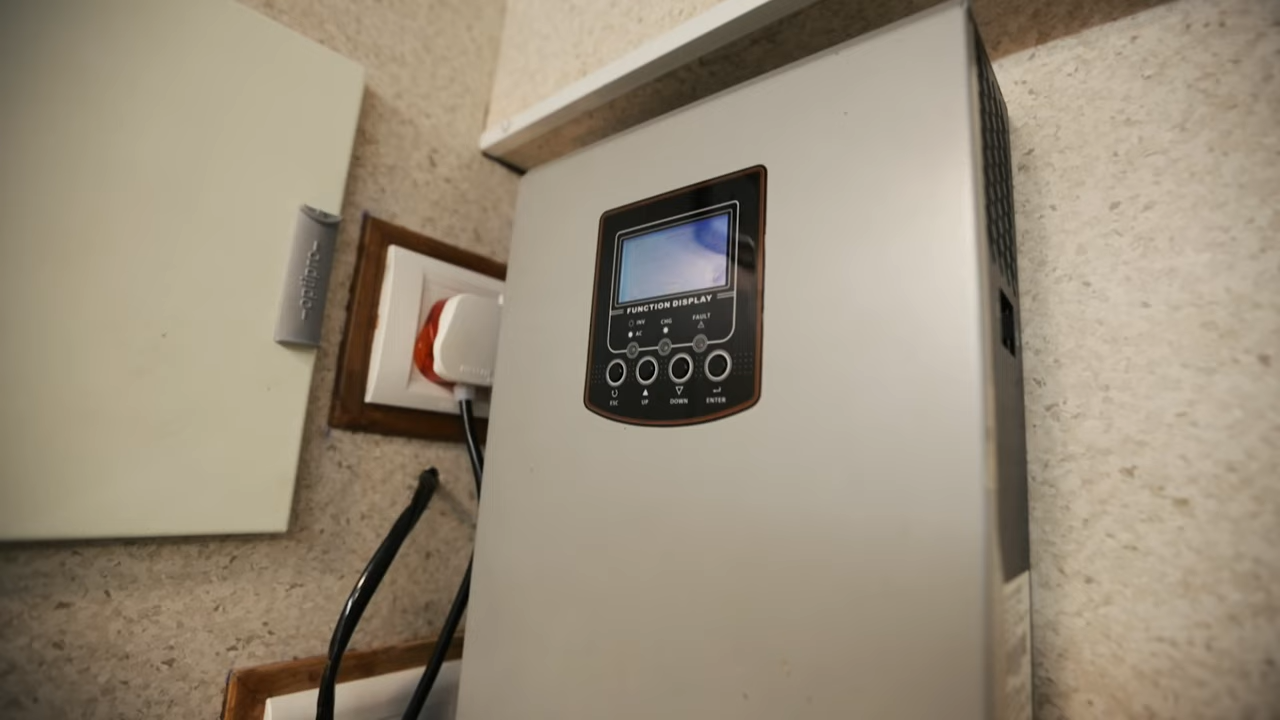 optipro
FUNCTION DISPLAY
INV
AC
CHG
FAULT
ESC
UP
DOWN
ENTER